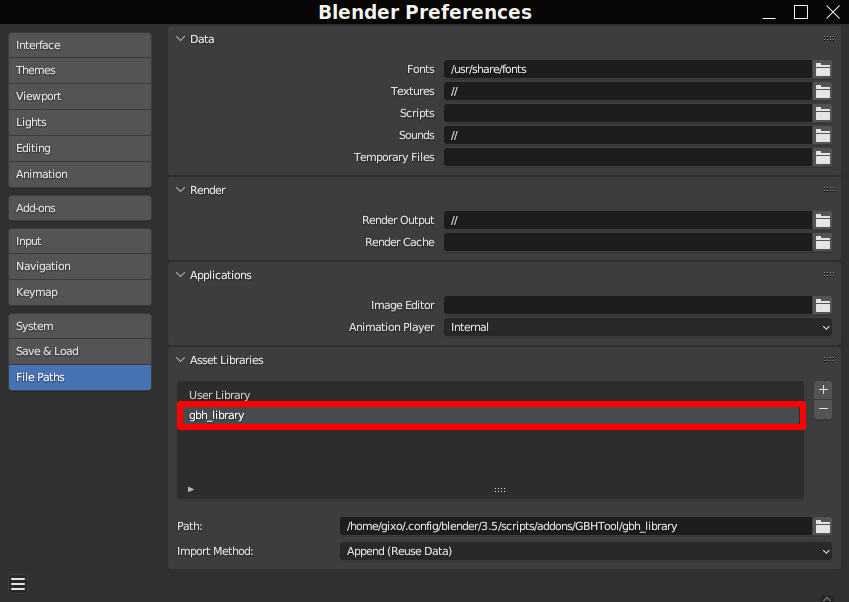 Blender Preferences
Interface
Themes
Viewport
Lights
Editing
Animation
Add-ons
Input
Navigation
Keymap
System
Save & Load
File Paths
Data
Fonts /usr/share/fonts
Textures //
Scripts
Sounds //
Temporary Files
Render
Render Output //
Render Cache
Applications
Image Editor
Animation Player Internal
Asset Libraries
User Library
gbh_library
Path: /home/gixo/.config/blender/3.5/scripts/addons/GBHTool/gbh_library
Import Method: Append (Reuse Data)